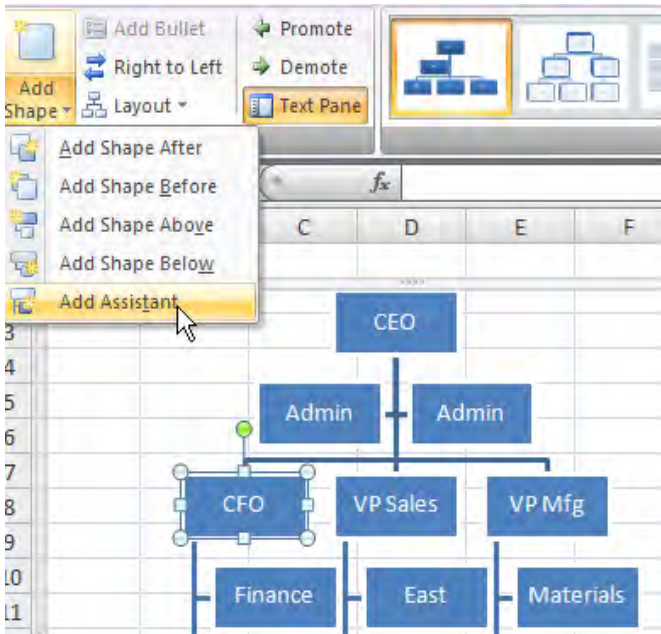 Add Bullet
Promote
Right to Left
Demote
Add
Shape
Layout
Text Pane
Add Shape After
Add Shape Before
Add Shape Above
Add Shape Below
Add Assistant
fx
C D E F
3
CEO
4
5
Admin Admin
6
7
8
CFO VP Sales VP Mfg
9
10
Finance East Materials
11